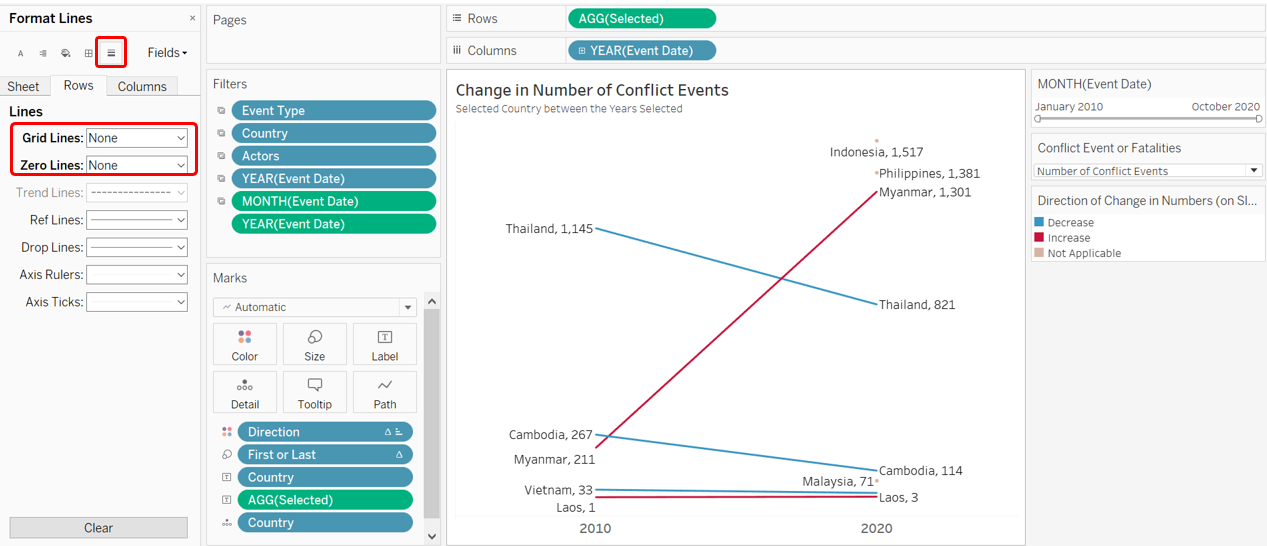 Format Lines ×
A Fields
Sheet Rows Columns
Lines
Grid Lines: None
Zero Lines: None
Trend Lines:
Ref Lines:
Drop Lines:
Axis Rulers:
Axis Ticks:
Clear
Pages
Filters
Event Type
Country
Actors
YEAR(Event Date)
MONTH(Event Date)
YEAR(Event Date)
Marks
Automatic
Color Size Label
Detail Tooltip Path
Direction
First or Last
Country
AGG(Selected)
Country
Rows AGG(Selected)
Columns YEAR(Event Date)
Change in Number of Conflict Events
Selected Country between the Years Selected
Indonesia, 1,517
Philippines, 1,381
Myanmar, 1,301
Thailand, 1,145
Thailand, 821
Cambodia, 267
Myanmar, 211
Cambodia, 114
Malaysia, 71
Vietnam, 33
Laos, 3
Laos, 1
2010 2020
MONTH(Event Date)
January 2010 October 2020
Conflict Event or Fatalities
Number of Conflict Events
Direction of Change in Numbers (on Sl...
Decrease
Increase
Not Applicable